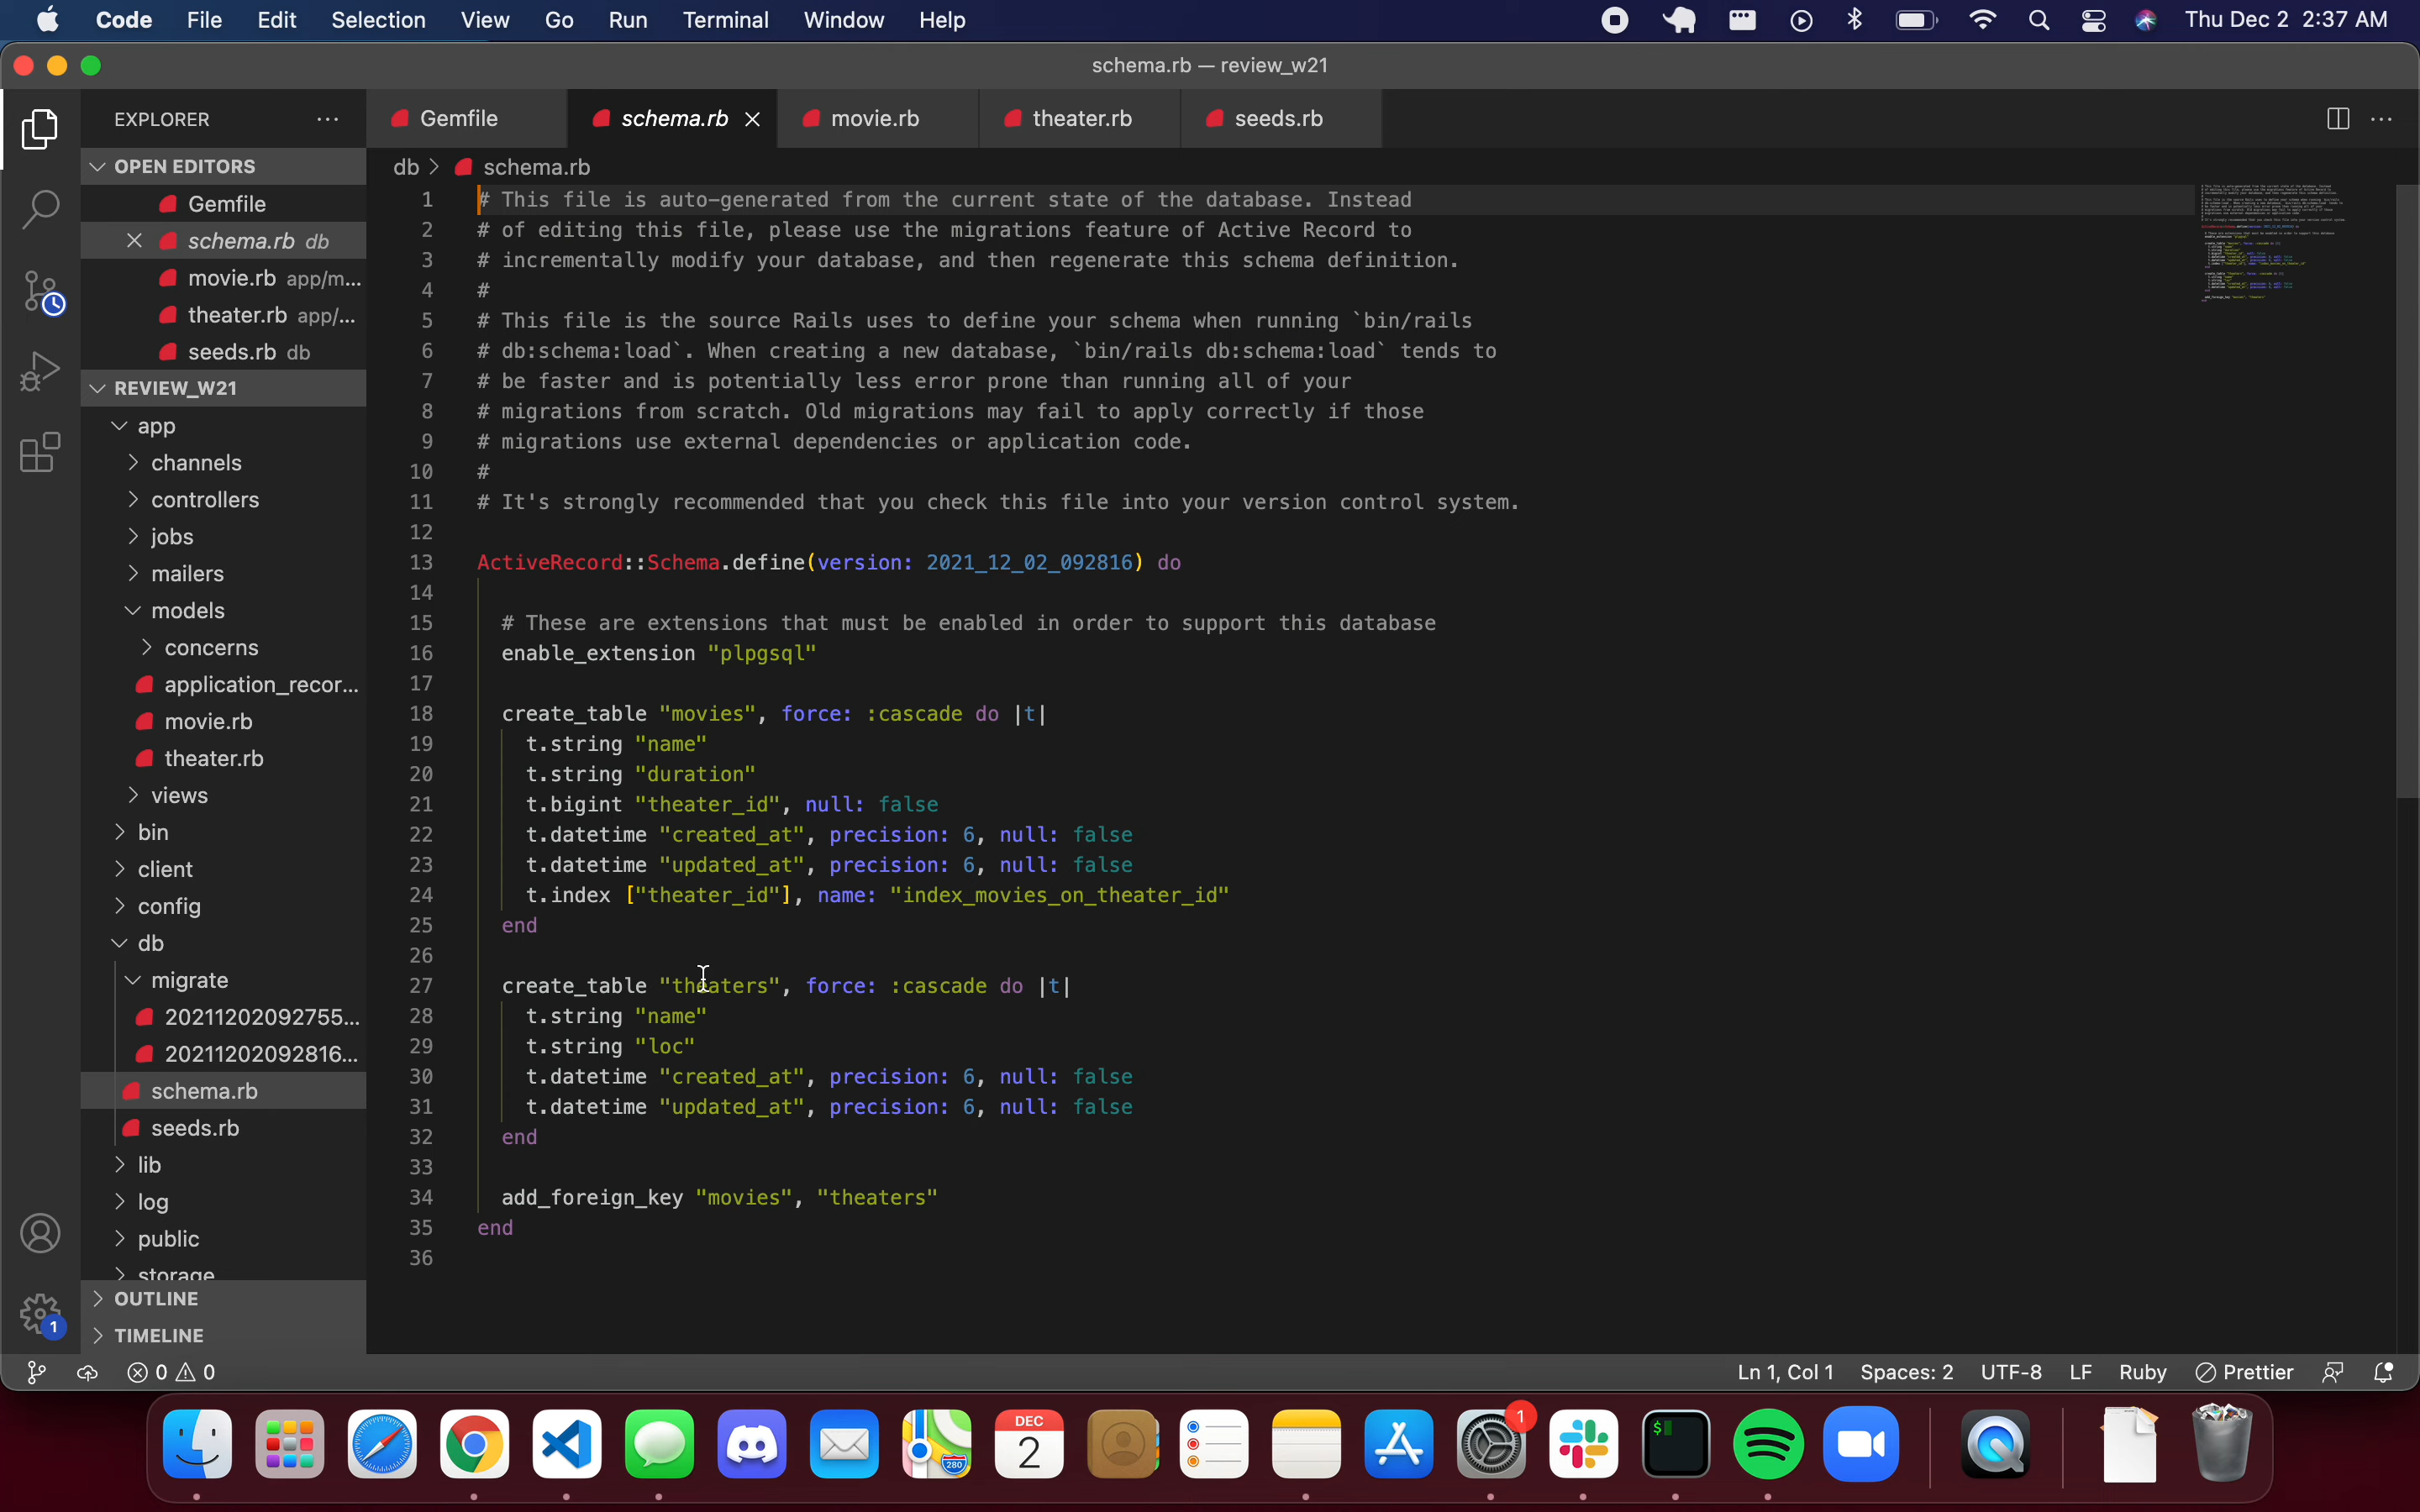 Code File Edit Selection View Go Run Terminal Window Help Thu Dec 2 2:37 AM
schema.rb — review_w21
EXPLORER
Gemfile schema.rb movie.rb theater.rb seeds.rb
OPEN EDITORS
Gemfile
schema.rb db
movie.rb app/m...
theater.rb app/...
seeds.rb db
REVIEW_W21
app
channels
controllers
jobs
mailers
models
concerns
application_recor...
movie.rb
theater.rb
views
bin
client
config
db
migrate
20211202092755...
20211202092816...
schema.rb
seeds.rb
lib
log
public
storage
OUTLINE
TIMELINE
db > schema.rb
1 # This file is auto-generated from the current state of the database. Instead
2 # of editing this file, please use the migrations feature of Active Record to
3 # incrementally modify your database, and then regenerate this schema definition.
4 #
5 # This file is the source Rails uses to define your schema when running `bin/rails
6 # db:schema:load`. When creating a new database, `bin/rails db:schema:load` tends to
7 # be faster and is potentially less error prone than running all of your
8 # migrations from scratch. Old migrations may fail to apply correctly if those
9 # migrations use external dependencies or application code.
10 #
11 # It's strongly recommended that you check this file into your version control system.
12
13 ActiveRecord::Schema.define(version: 2021_12_02_092816) do
14
15 # These are extensions that must be enabled in order to support this database
16 enable_extension "plpgsql"
17
18 create_table "movies", force: :cascade do |t|
19 t.string "name"
20 t.string "duration"
21 t.bigint "theater_id", null: false
22 t.datetime "created_at", precision: 6, null: false
23 t.datetime "updated_at", precision: 6, null: false
24 t.index ["theater_id"], name: "index_movies_on_theater_id"
25 end
26
27 create_table "theaters", force: :cascade do |t|
28 t.string "name"
29 t.string "loc"
30 t.datetime "created_at", precision: 6, null: false
31 t.datetime "updated_at", precision: 6, null: false
32 end
33
34 add_foreign_key "movies", "theaters"
35 end
36
1
0 0 Ln 1, Col 1 Spaces: 2 UTF-8 LF Ruby Prettier
280
DEC
2
1
$